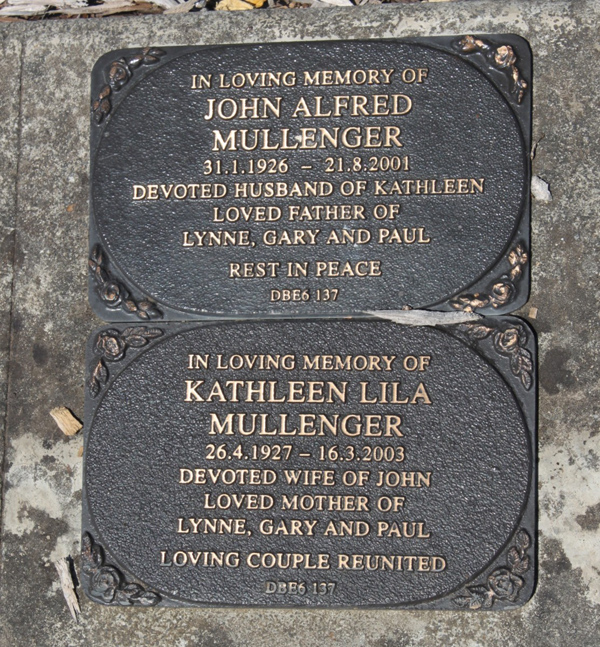 IN LOVING MEMORY OF
JOHN ALFRED
MULLENGER
31.1.1926 – 21.8.2001
DEVOTED HUSBAND OF KATHLEEN
LOVED FATHER OF
LYNNE, GARY AND PAUL
REST IN PEACE
DBE6 137
IN LOVING MEMORY OF
KATHLEEN LILA
MULLENGER
26.4.1927 – 16.3.2003
DEVOTED WIFE OF JOHN
LOVED MOTHER OF
LYNNE, GARY AND PAUL
LOVING COUPLE REUNITED
DBE6 137